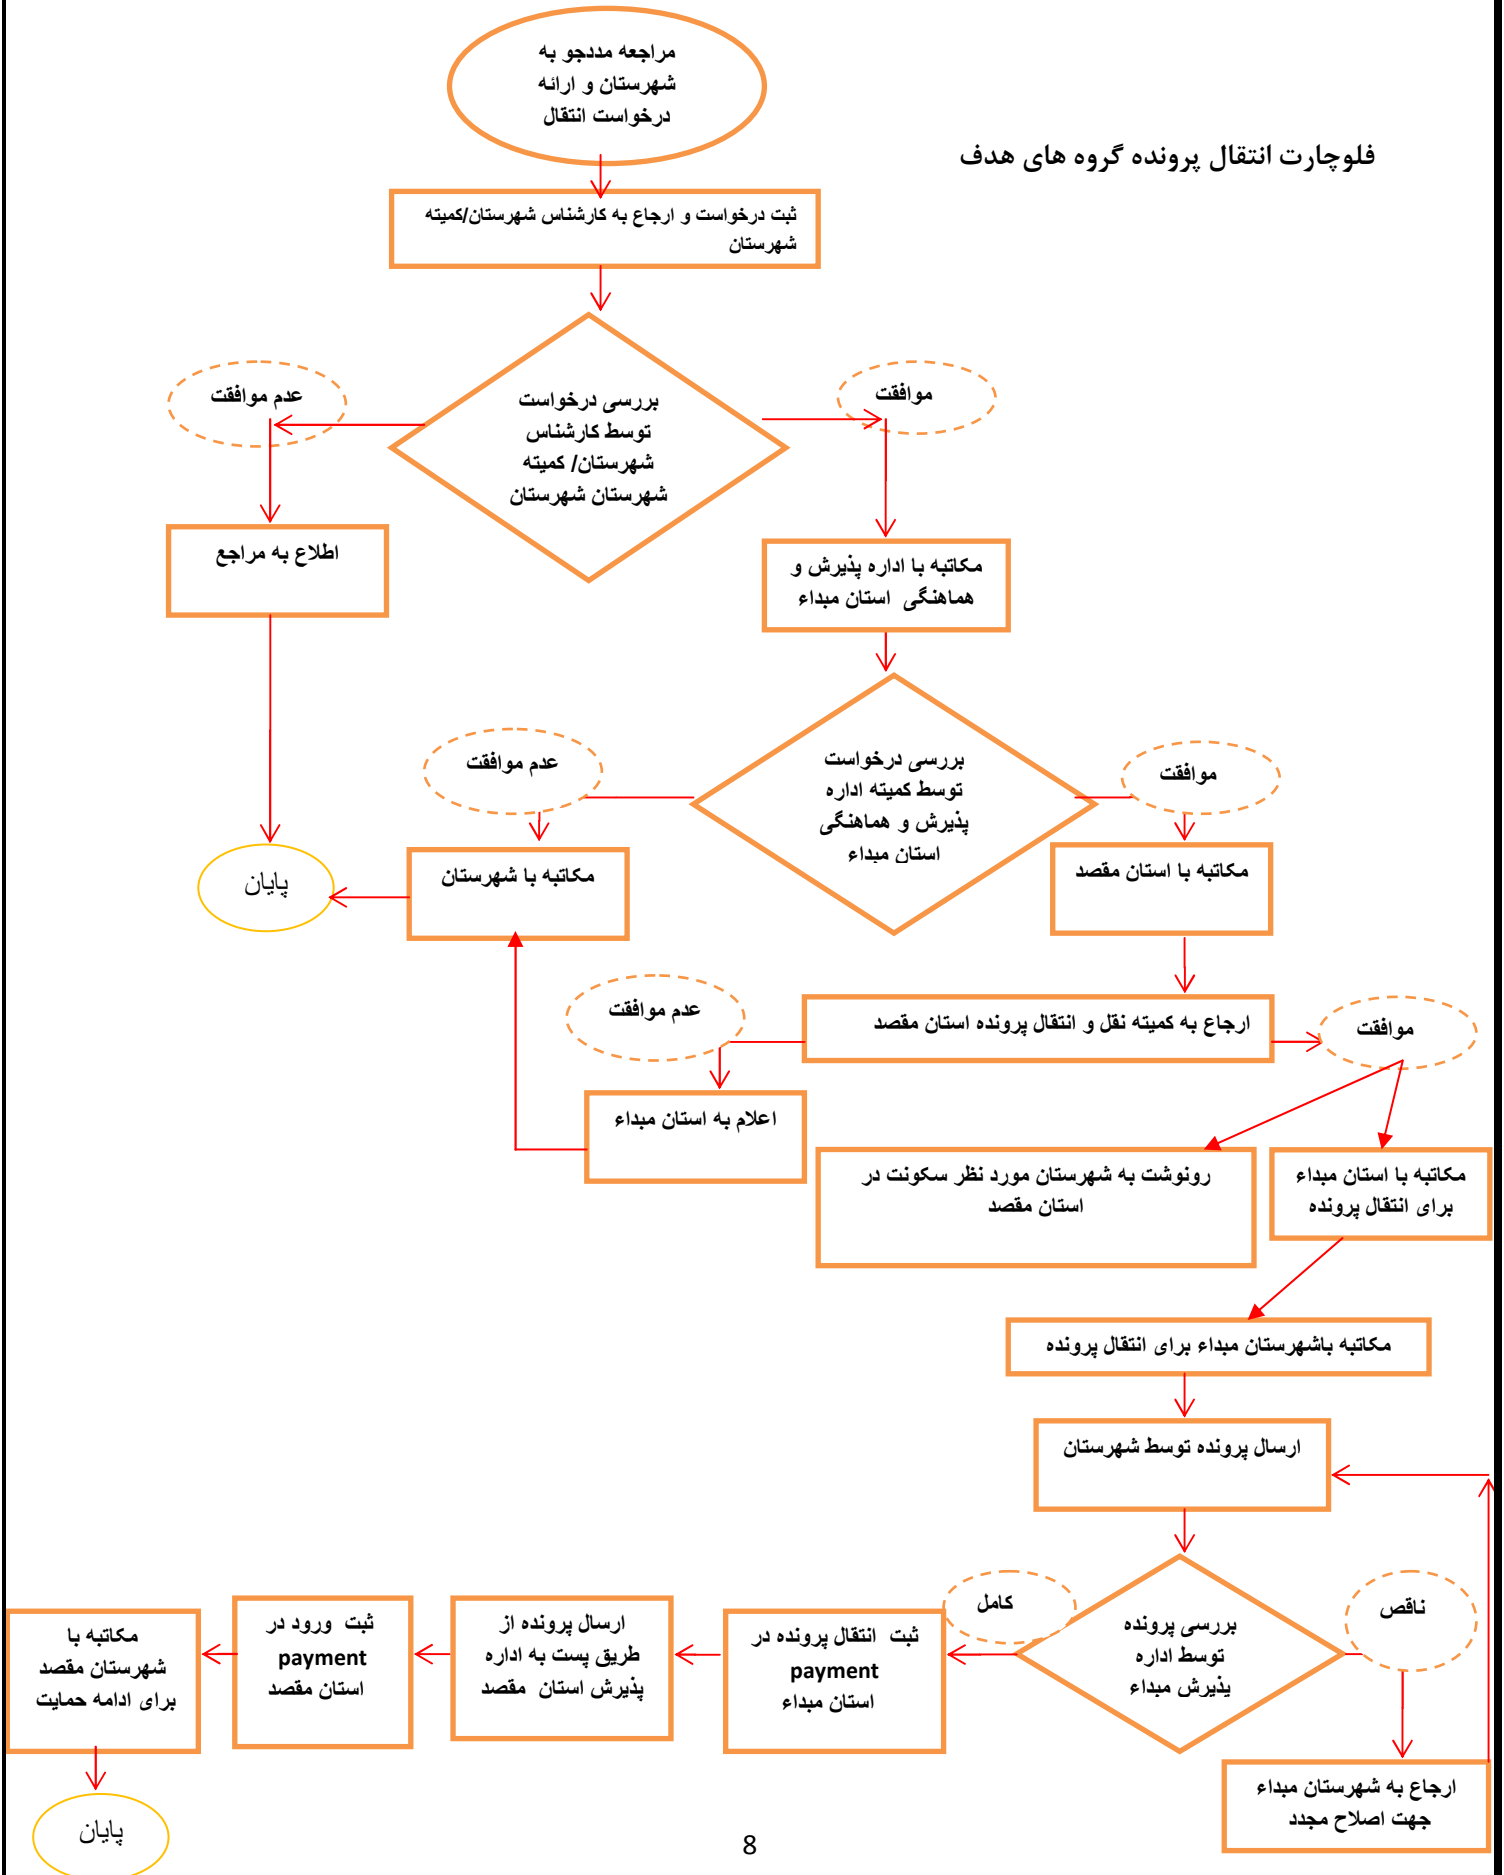 مراجعه مددجو به
شهرستان و ارائه
درخواست انتقال
فلوچارت انتقال پرونده گروه های هدف
ثبت درخواست و ارجاع به کارشناس شهرستان/کمیته
شهرستان
عدم موافقت
موافقت
بررسی درخواست
توسط کارشناس
شهرستان/ کمیته
شهرستان شهرستان
اطلاع به مراجع
مکاتبه با اداره پذیرش و
هماهنگی استان مبداء
عدم موافقت
موافقت
بررسی درخواست
توسط کمیته اداره
پذیرش و هماهنگی
استان مبداء
مکاتبه با استان مقصد
مکاتبه با شهرستان
پایان
عدم موافقت
ارجاع به کمیته نقل و انتقال پرونده استان مقصد
موافقت
اعلام به استان مبداء
رونوشت به شهرستان مورد نظر سکونت در
استان مقصد
مکاتبه با استان مبداء
برای انتقال پرونده
مکاتبه باشهرستان مبداء برای انتقال پرونده
ارسال پرونده توسط شهرستان
کامل
ناقص
بررسی پرونده
توسط اداره
پذیرش مبداء
ثبت انتقال پرونده در
payment
استان مبداء
ارسال پرونده از
طریق پست به اداره
پذیرش استان مقصد
ثبت ورود در
payment
استان مقصد
مکاتبه با
شهرستان مقصد
برای ادامه حمایت
ارجاع به شهرستان مبداء
جهت اصلاح مجدد
پایان
8